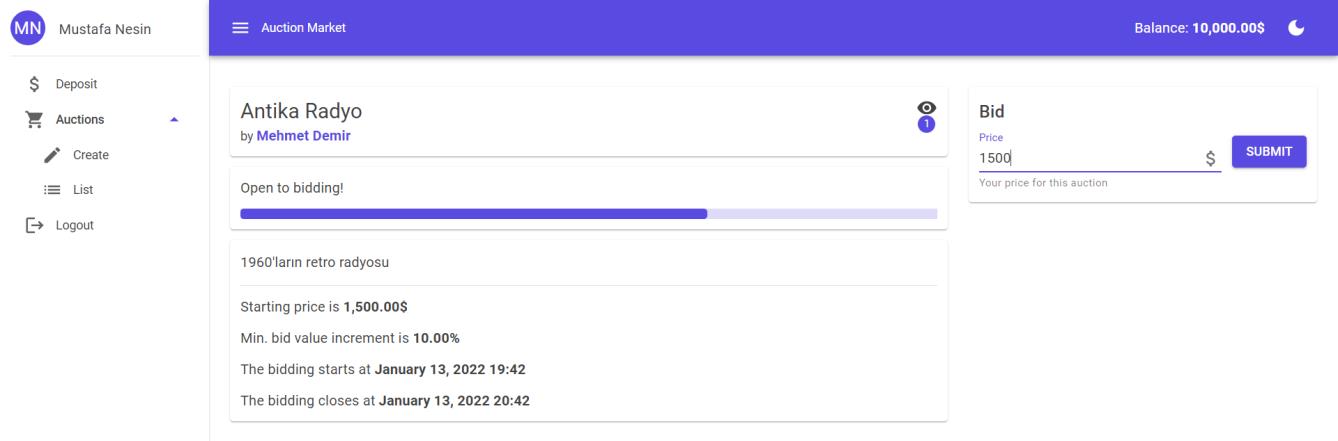 MN Mustafa Nesin
Deposit
Auctions
Create
List
Logout
Auction Market
Balance: 10,000.00$
Antika Radyo
by Mehmet Demir
1
Open to bidding!
1960'ların retro radyosu
Starting price is 1,500.00$
Min. bid value increment is 10.00%
The bidding starts at January 13, 2022 19:42
The bidding closes at January 13, 2022 20:42
Bid
Price
1500 $
SUBMIT
Your price for this auction